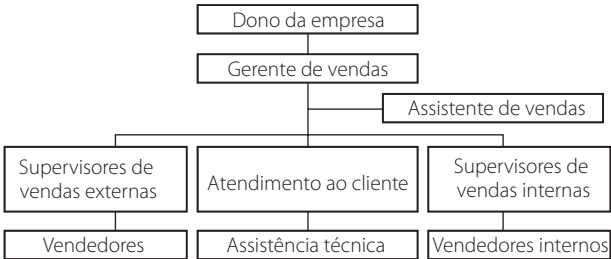 Dono da empresa
Gerente de vendas
Assistente de vendas
Supervisores de
vendas externas
Atendimento ao cliente
Supervisores de
vendas internas
Vendedores
Assistência técnica
Vendedores internos